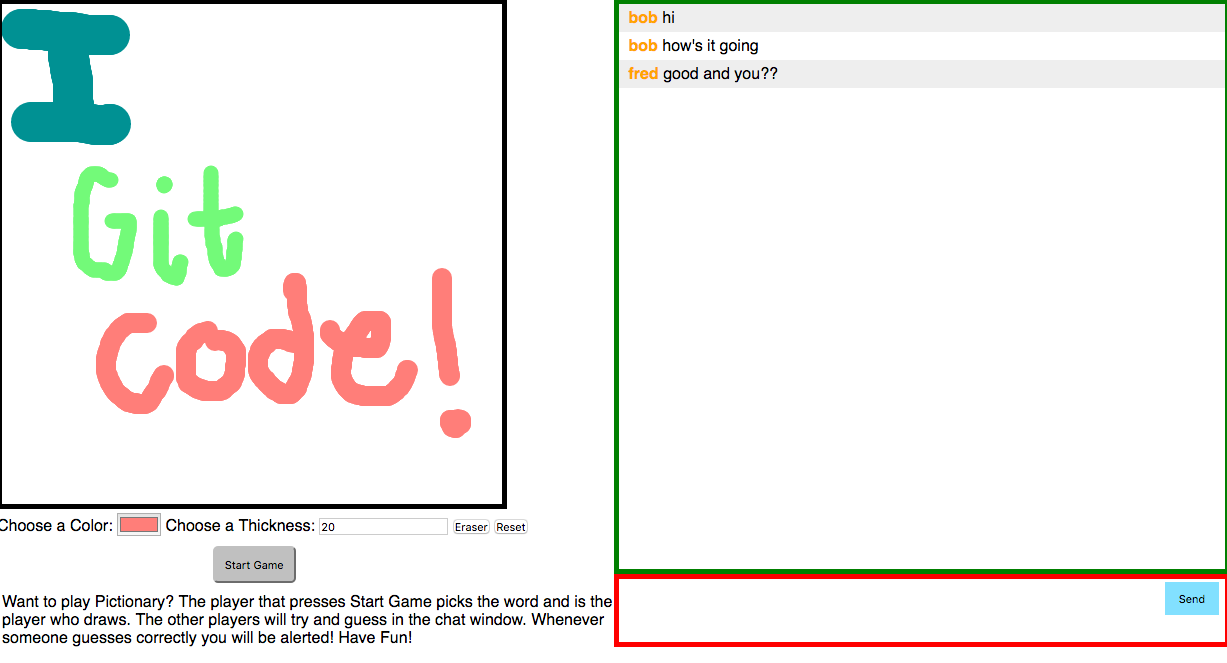 I
Git
Code!
Choose a Color: Choose a Thickness: 20 Eraser Reset
Start Game
Want to play Pictionary? The player that presses Start Game picks the word and is the
player who draws. The other players will try and guess in the chat window. Whenever
someone guesses correctly you will be alerted! Have Fun!
bob hi
bob how's it going
fred good and you??
Send